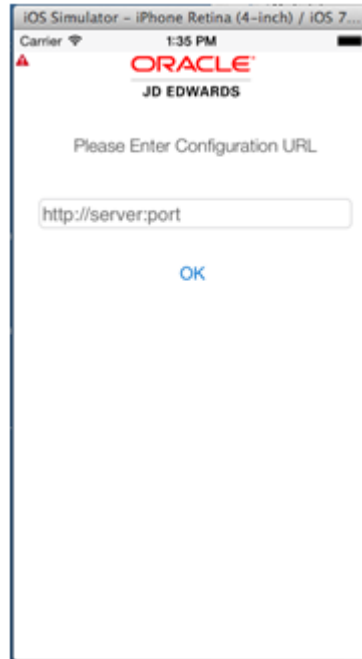 iOS Simulator – iPhone Retina (4-inch) / iOS 7....
Carrier 1:35 PM
ORACLE
JD EDWARDS
Please Enter Configuration URL
http://server:port
OK